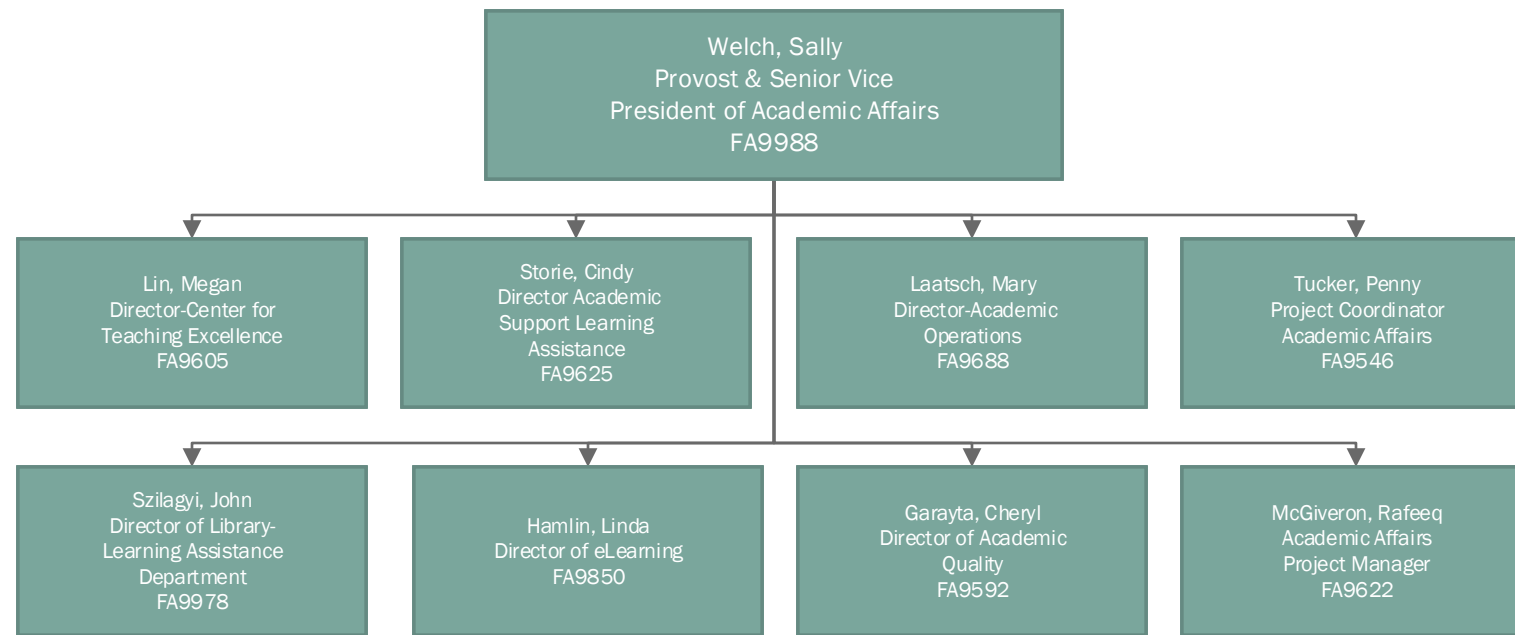 Welch, Sally
Provost & Senior Vice
President of Academic Affairs
FA9988
Lin, Megan
Director-Center for
Teaching Excellence
FA9605
Storie, Cindy
Director Academic
Support Learning
Assistance
FA9625
Laatsch, Mary
Director-Academic
Operations
FA9688
Tucker, Penny
Project Coordinator
Academic Affairs
FA9546
Szilagyi, John
Director of Library-
Learning Assistance
Department
FA9978
Hamlin, Linda
Director of eLearning
FA9850
Garayta, Cheryl
Director of Academic
Quality
FA9592
McGiveron, Rafeeq
Academic Affairs
Project Manager
FA9622